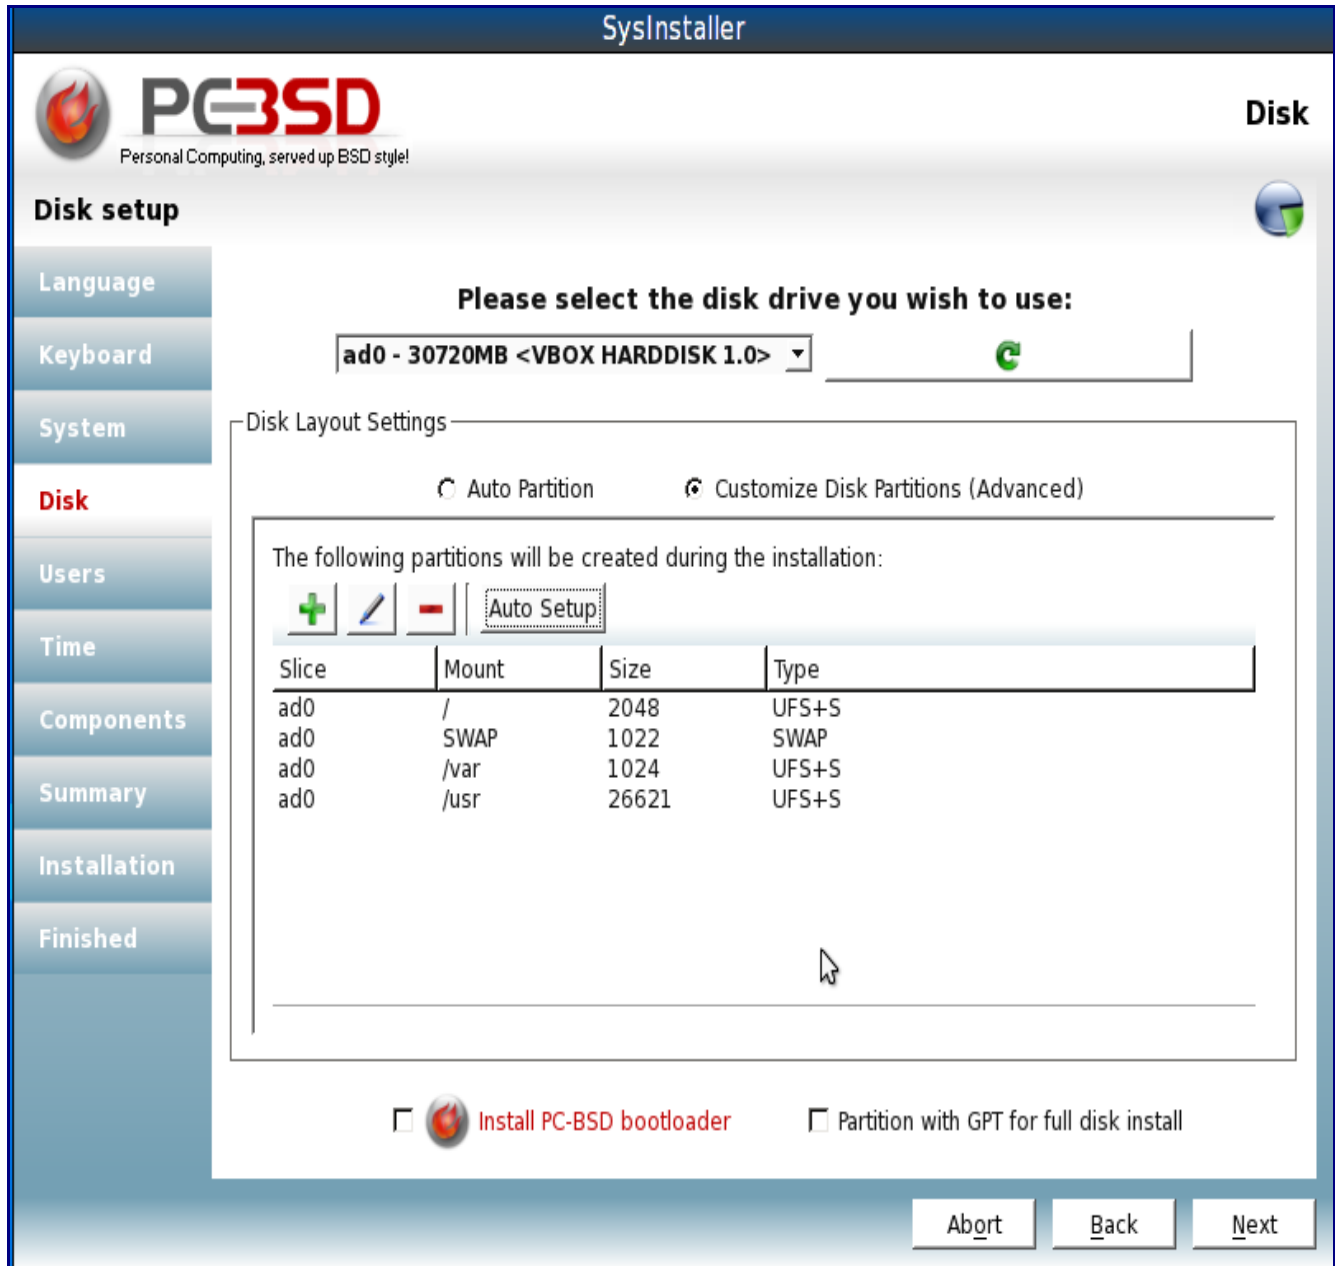 SysInstaller
PC-BSD
Personal Computing, served up BSD style!
Disk
Disk setup
Language
Keyboard
System
Disk
Users
Time
Components
Summary
Installation
Finished
Please select the disk drive you wish to use:
ad0 - 30720MB <VBOX HARDDISK 1.0>
Disk Layout Settings
Auto Partition Customize Disk Partitions (Advanced)
The following partitions will be created during the installation:
Auto Setup
Slice Mount Size Type
ad0 / 2048 UFS+S
ad0 SWAP 1022 SWAP
ad0 /var 1024 UFS+S
ad0 /usr 26621 UFS+S
Install PC-BSD bootloader Partition with GPT for full disk install
Abort Back Next